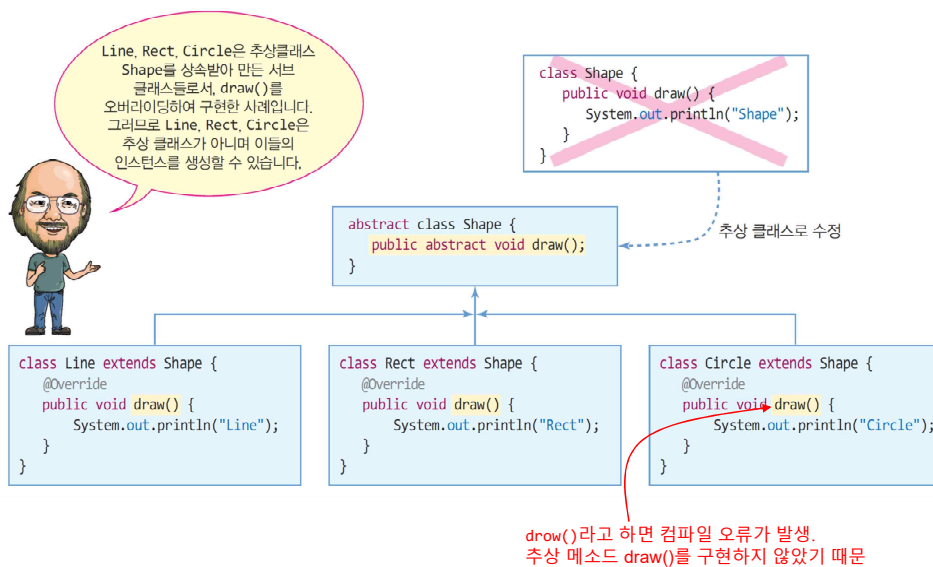 Line, Rect, Circle은 추상클래스
Shape를 상속받아 만든 서브
클래스들로서, draw()를
오버라이딩하여 구현한 사례입니다.
그러므로 Line, Rect, Circle은
추상 클래스가 아니며 이들의
인스턴스를 생성할 수 있습니다.
class Shape {
public void draw() {
System.out.println("Shape");
}
}
추상 클래스로 수정
abstract class Shape {
public abstract void draw();
}
class Line extends Shape {
@Override
public void draw() {
System.out.println("Line");
}
}
class Rect extends Shape {
@Override
public void draw() {
System.out.println("Rect");
}
}
class Circle extends Shape {
@Override
public void draw() {
System.out.println("Circle");
}
}
drow()라고 하면 컴파일 오류가 발생.
추상 메소드 draw()를 구현하지 않았기 때문